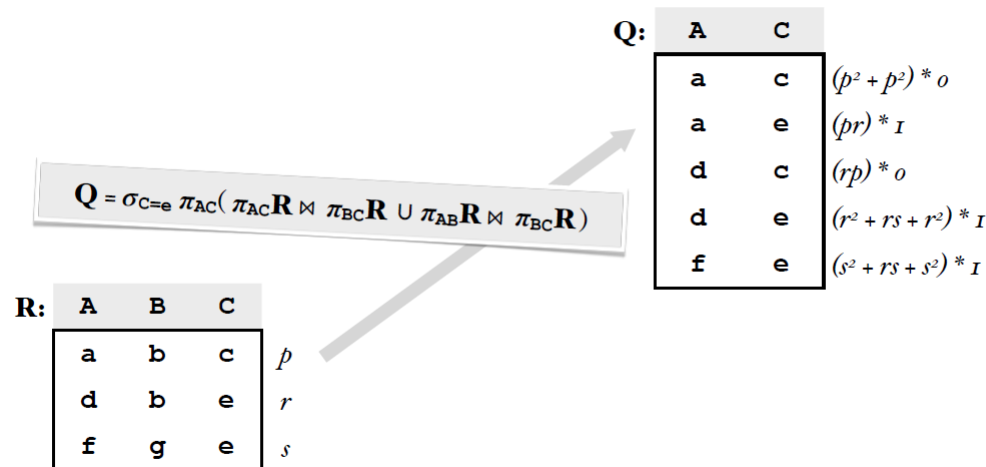 Q: A C
a c (p² + p²) * 0
a e (pr) * 1
d c (rp) * 0
d e (r² + rs + r²) * 1
f e (s² + rs + s²) * 1
Q = σC=e πAC( πACR ⋈ πBCR ∪ πABR ⋈ πBCR )
R: A B C
a b c p
d b e r
f g e s